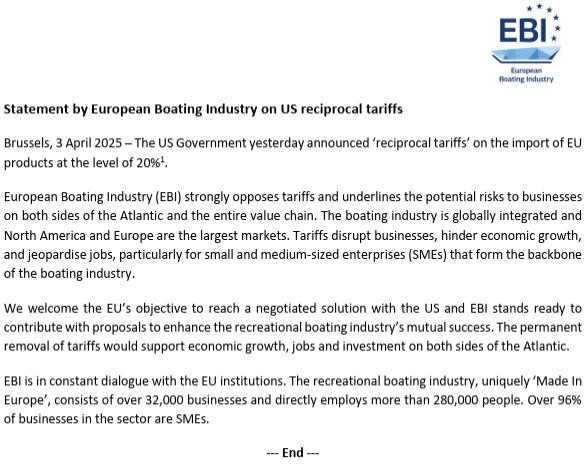 EBI
European
Boating Industry
Statement by European Boating Industry on US reciprocal tariffs
Brussels, 3 April 2025 – The US Government yesterday announced ‘reciprocal tariffs’ on the import of EU
products at the level of 20%¹.
European Boating Industry (EBI) strongly opposes tariffs and underlines the potential risks to businesses
on both sides of the Atlantic and the entire value chain. The boating industry is globally integrated and
North America and Europe are the largest markets. Tariffs disrupt businesses, hinder economic growth,
and jeopardise jobs, particularly for small and medium-sized enterprises (SMEs) that form the backbone
of the boating industry.
We welcome the EU’s objective to reach a negotiated solution with the US and EBI stands ready to
contribute with proposals to enhance the recreational boating industry’s mutual success. The permanent
removal of tariffs would support economic growth, jobs and investment on both sides of the Atlantic.
EBI is in constant dialogue with the EU institutions. The recreational boating industry, uniquely ‘Made In
Europe’, consists of over 32,000 businesses and directly employs more than 280,000 people. Over 96%
of businesses in the sector are SMEs.
--- End ---